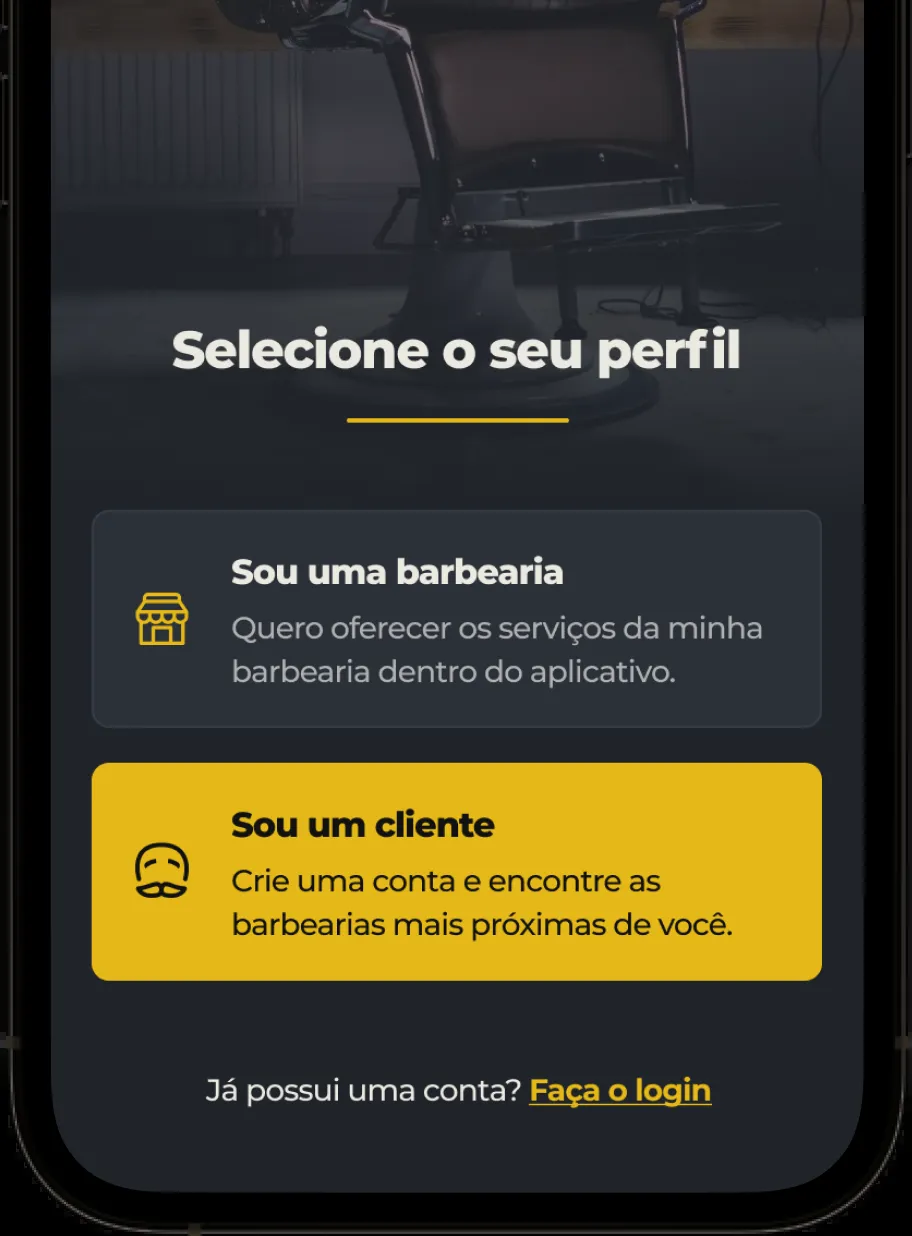 Selecione o seu perfil
Sou uma barbearia
Quero oferecer os serviços da minha
barbearia dentro do aplicativo.
Sou um cliente
Crie uma conta e encontre as
barbearias mais próximas de você.
Já possui uma conta? Faça o login